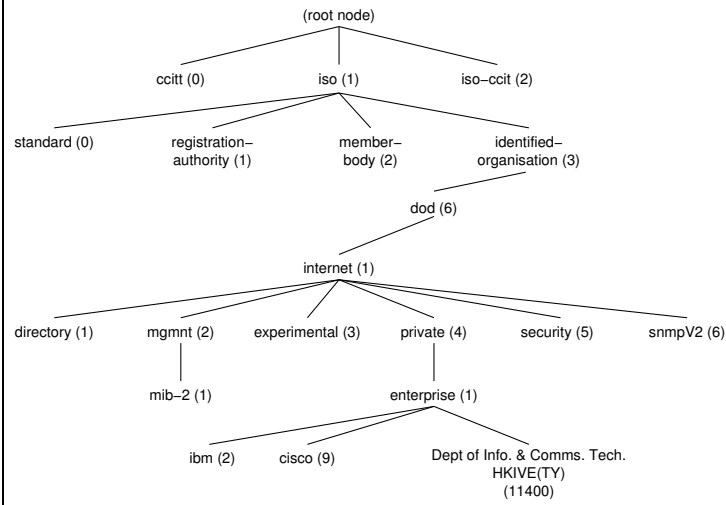 (root node)
ccitt (0)
iso (1)
iso−ccit (2)
standard (0)
registration−
authority (1)
member−
body (2)
identified−
organisation (3)
dod (6)
internet (1)
directory (1)
mgmnt (2)
experimental (3)
private (4)
security (5)
snmpV2 (6)
mib−2 (1)
enterprise (1)
ibm (2)
cisco (9)
Dept of Info. & Comms. Tech.
HKIVE(TY)
(11400)